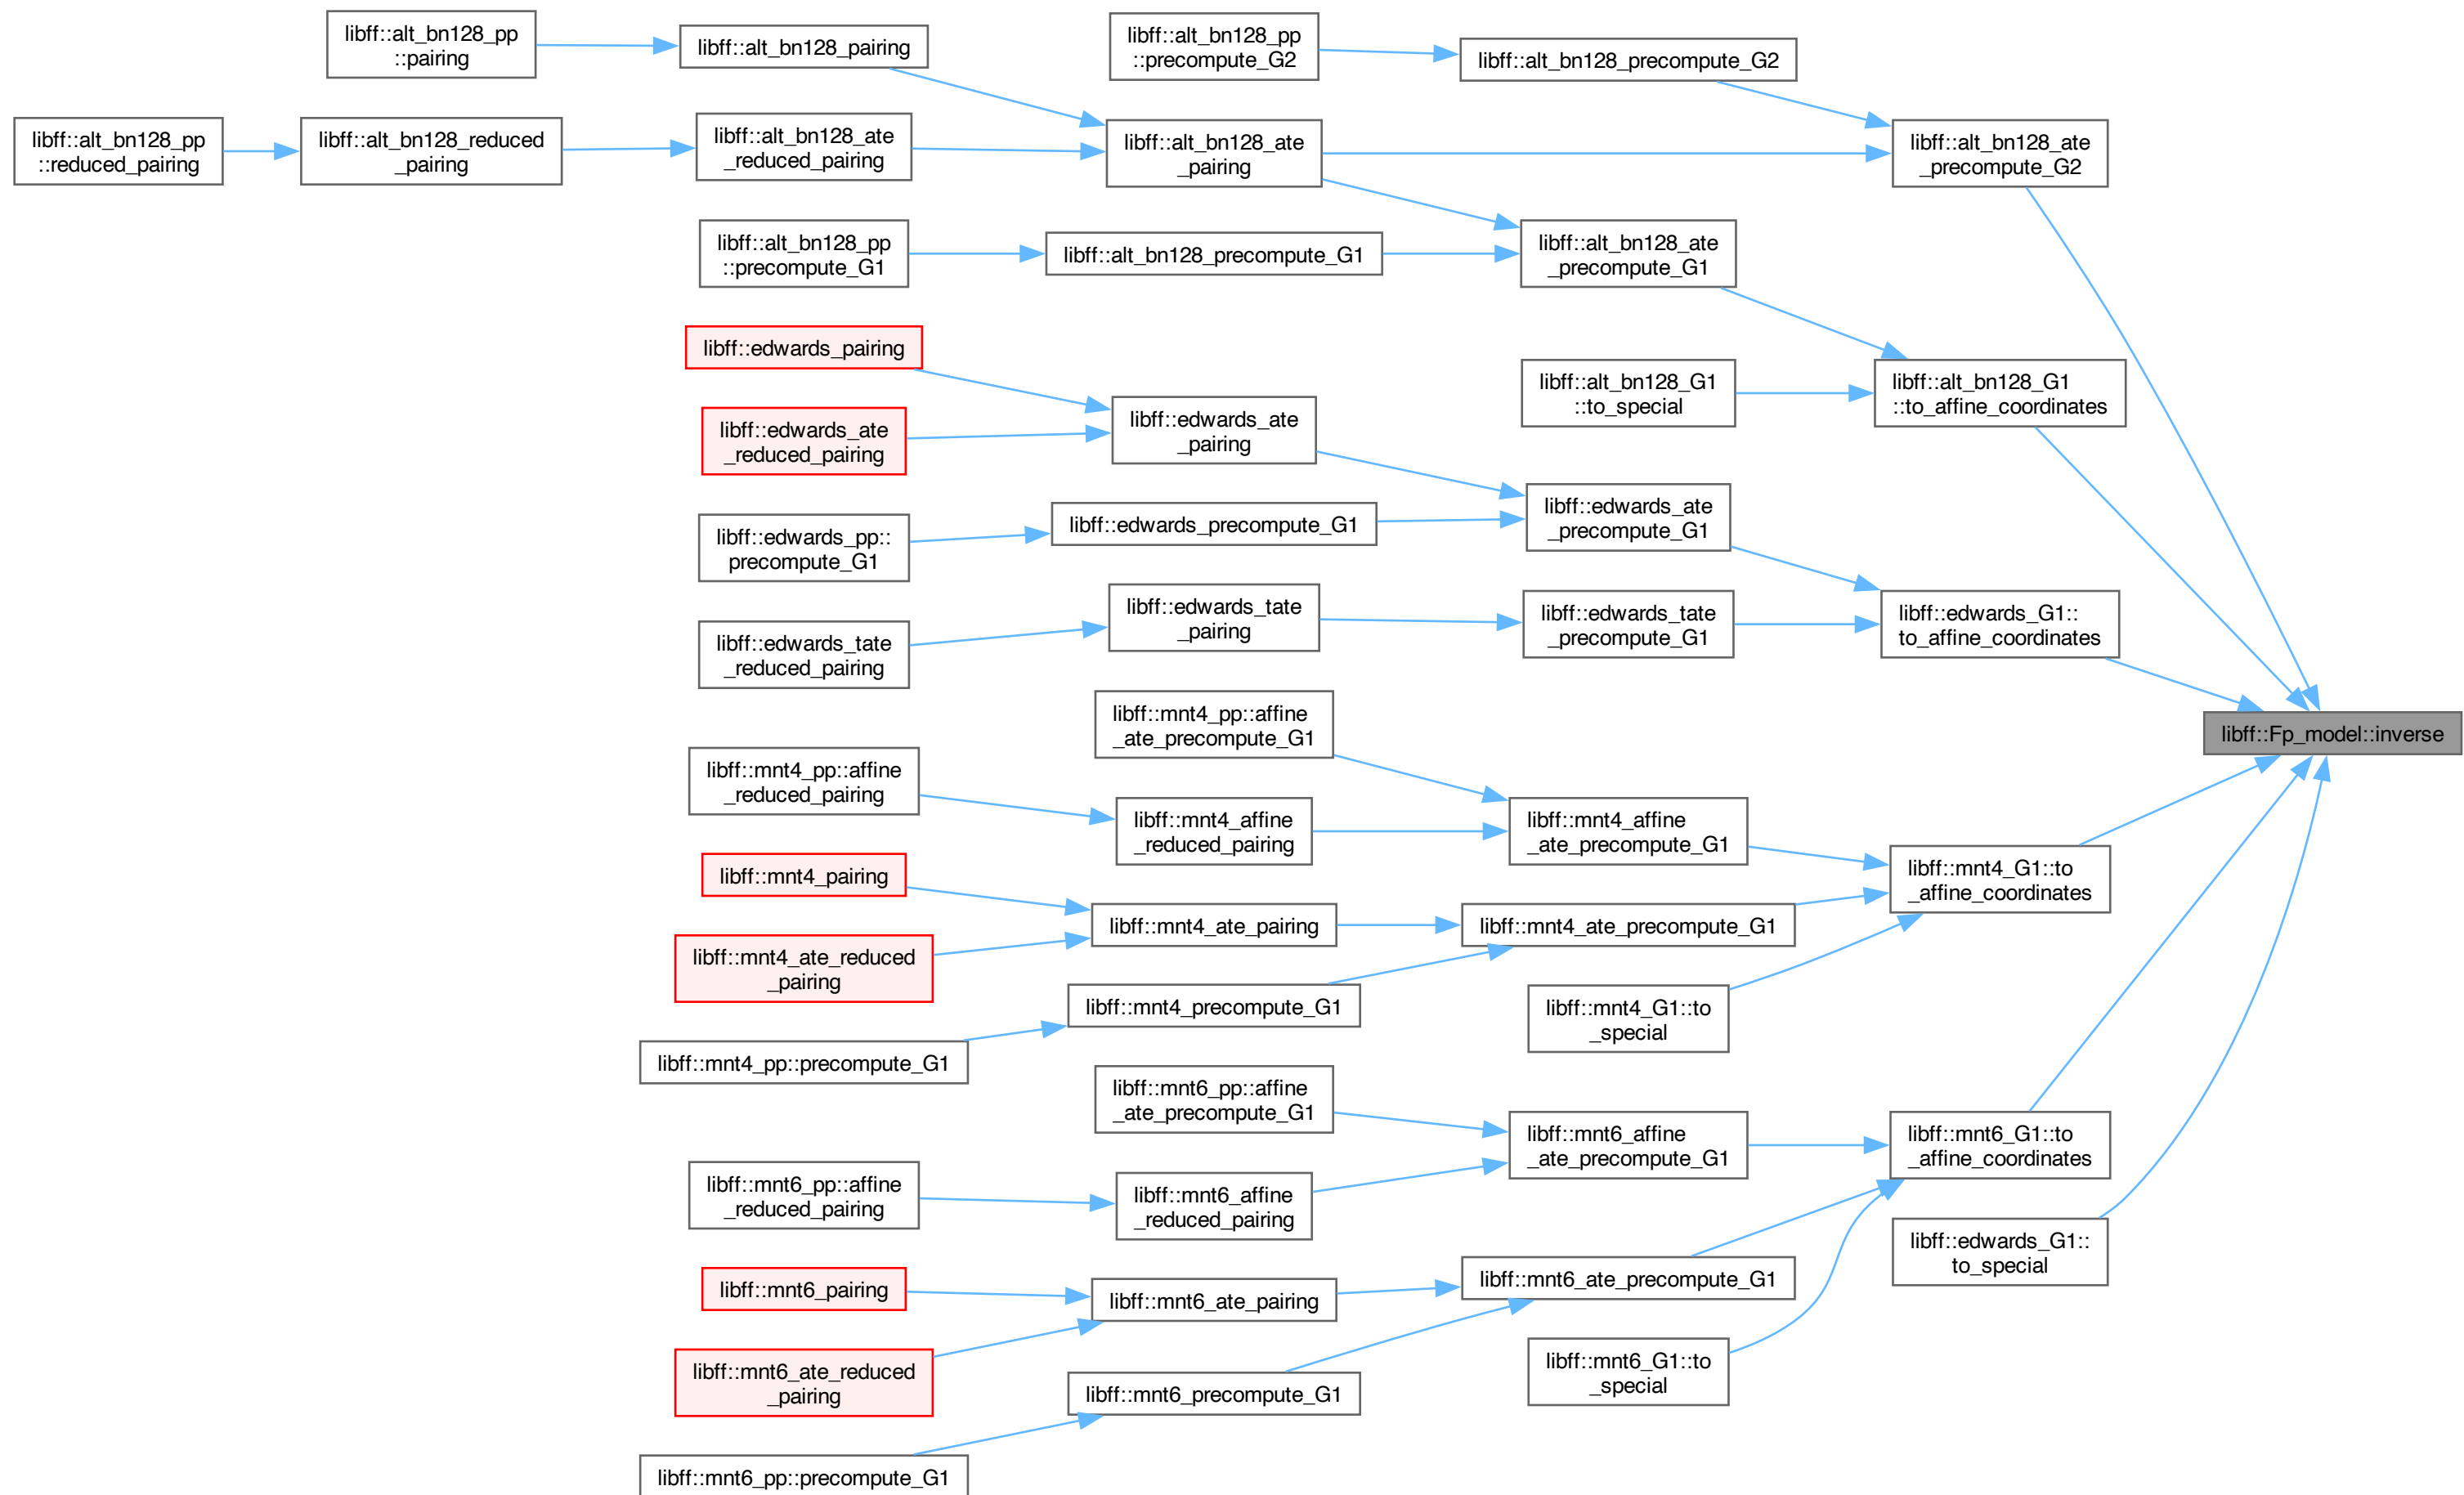 libff::alt_bn128_pp
::pairing
libff::alt_bn128_pairing
libff::alt_bn128_pp
::precompute_G2
libff::alt_bn128_precompute_G2
libff::alt_bn128_pp
::reduced_pairing
libff::alt_bn128_reduced
_pairing
libff::alt_bn128_ate
_reduced_pairing
libff::alt_bn128_ate
_pairing
libff::alt_bn128_ate
_precompute_G2
libff::alt_bn128_pp
::precompute_G1
libff::alt_bn128_precompute_G1
libff::alt_bn128_ate
_precompute_G1
libff::edwards_pairing
libff::alt_bn128_G1
::to_special
libff::alt_bn128_G1
::to_affine_coordinates
libff::edwards_ate
_reduced_pairing
libff::edwards_ate
_pairing
libff::edwards_pp::
precompute_G1
libff::edwards_precompute_G1
libff::edwards_ate
_precompute_G1
libff::edwards_tate
_reduced_pairing
libff::edwards_tate
_pairing
libff::edwards_tate
_precompute_G1
libff::edwards_G1::
to_affine_coordinates
libff::mnt4_pp::affine
_ate_precompute_G1
libff::Fp_model::inverse
libff::mnt4_pp::affine
_reduced_pairing
libff::mnt4_affine
_reduced_pairing
libff::mnt4_affine
_ate_precompute_G1
libff::mnt4_G1::to
_affine_coordinates
libff::mnt4_pairing
libff::mnt4_ate_pairing
libff::mnt4_ate_precompute_G1
libff::mnt4_ate_reduced
_pairing
libff::mnt4_precompute_G1
libff::mnt4_G1::to
_special
libff::mnt4_pp::precompute_G1
libff::mnt6_pp::affine
_ate_precompute_G1
libff::mnt6_affine
_ate_precompute_G1
libff::mnt6_G1::to
_affine_coordinates
libff::mnt6_pp::affine
_reduced_pairing
libff::mnt6_affine
_reduced_pairing
libff::edwards_G1::
to_special
libff::mnt6_pairing
libff::mnt6_ate_pairing
libff::mnt6_ate_precompute_G1
libff::mnt6_ate_reduced
_pairing
libff::mnt6_precompute_G1
libff::mnt6_G1::to
_special
libff::mnt6_pp::precompute_G1